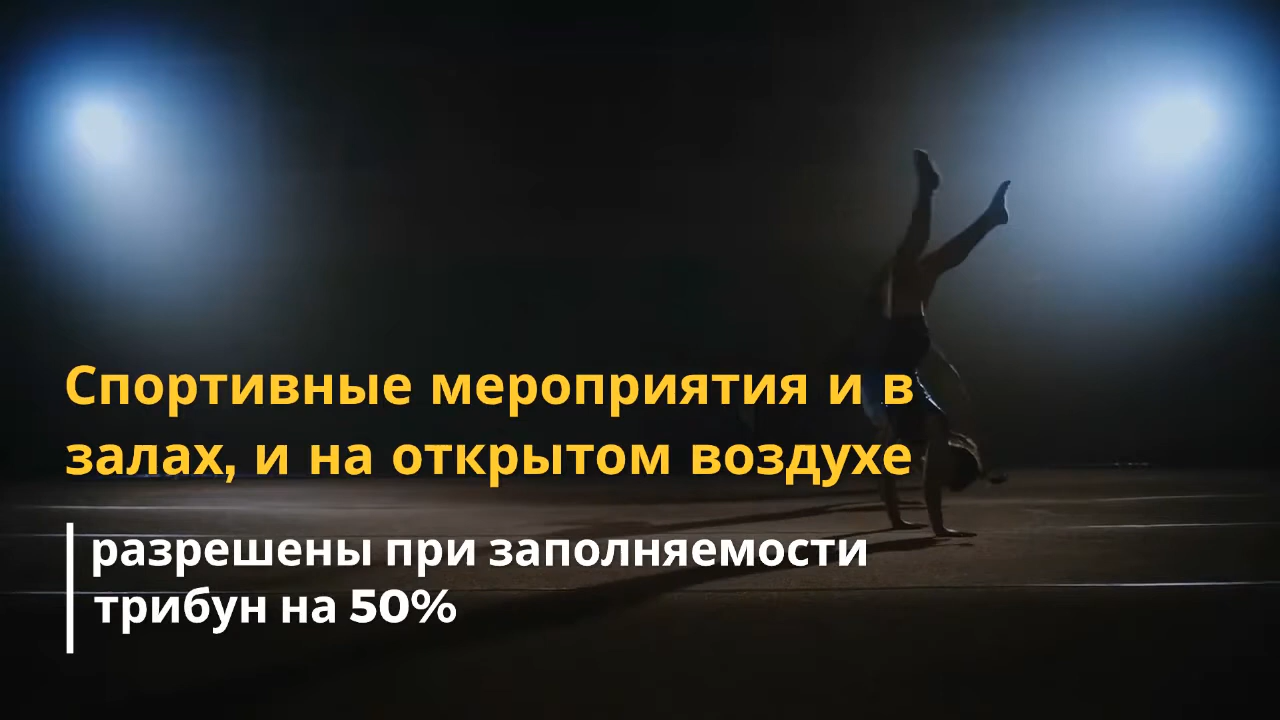 Спортивные мероприятия и в
залах, и на открытом воздухе
разрешены при заполняемости
трибун на 50%